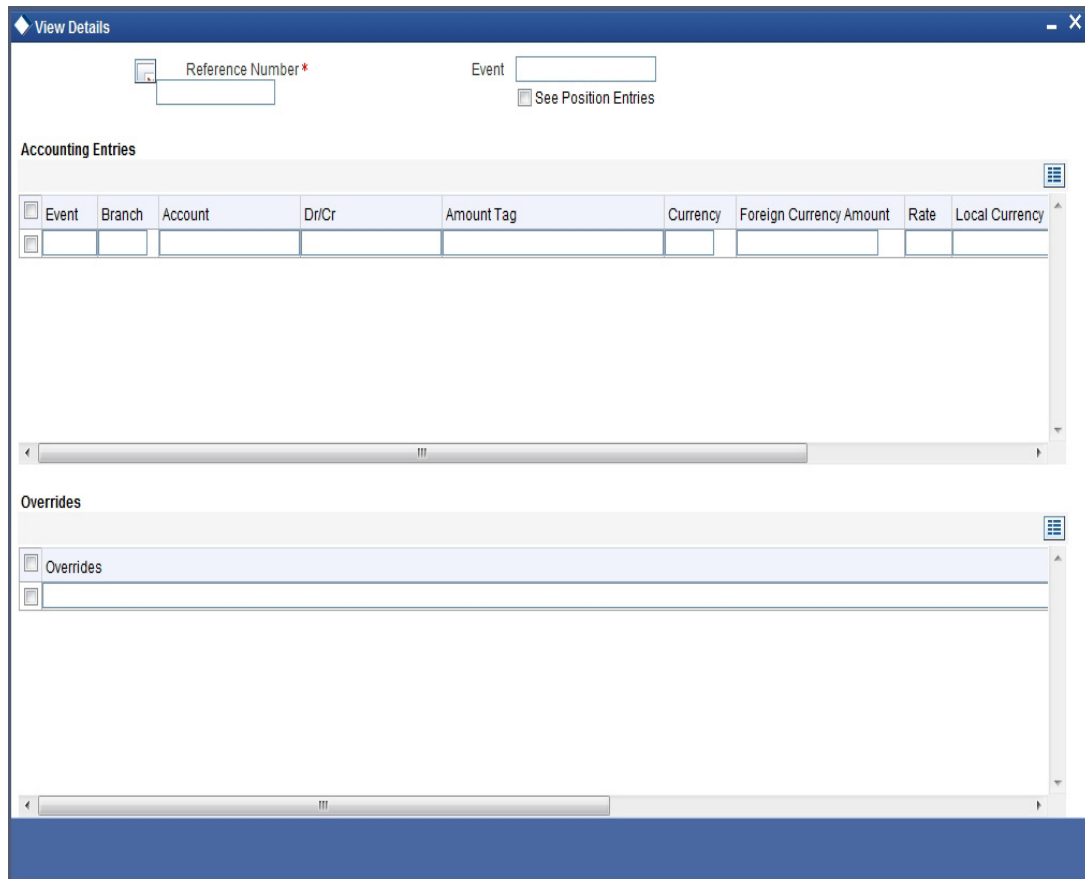 View Details
Reference Number* Event
See Position Entries
Accounting Entries
Event Branch Account Dr/Cr Amount Tag Currency Foreign Currency Amount Rate Local Currency
Overrides
Overrides